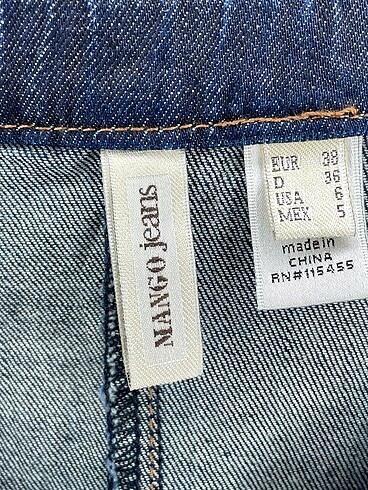 MANGO jeans
EUR 38
D 36
USA 6
MEX 5
made in
CHINA
RN#115455